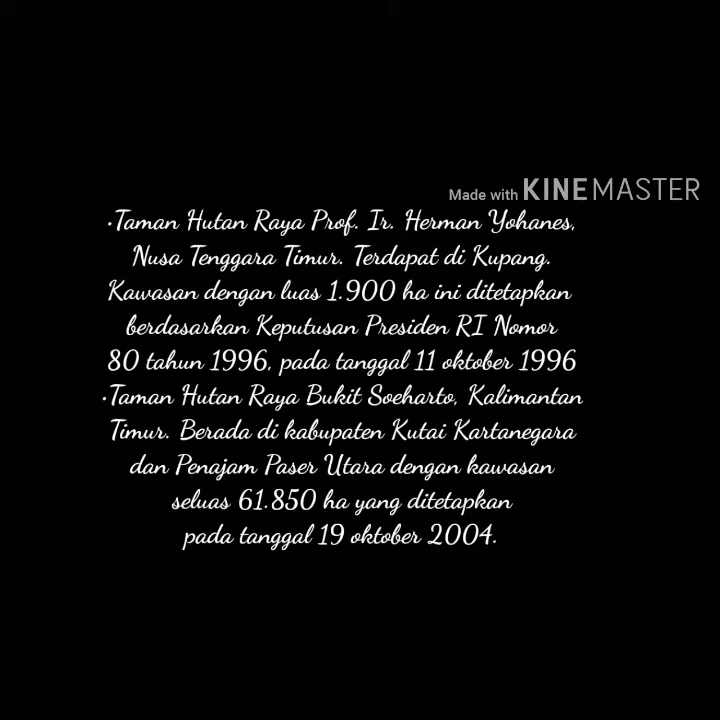 Made with KINEMASTER
•Taman Hutan Raya Prof. Ir. Herman Yohanes,
Nusa Tenggara Timur. Terdapat di Kupang.
Kawasan dengan luas 1.900 ha ini ditetapkan
berdasarkan Keputusan Presiden RI Nomor
80 tahun 1996, pada tanggal 11 oktober 1996
•Taman Hutan Raya Bukit Soeharto, Kalimantan
Timur. Berada di kabupaten Kutai Kartanegara
dan Penajam Paser Utara dengan kawasan
seluas 61.850 ha yang ditetapkan
pada tanggal 19 oktober 2004.